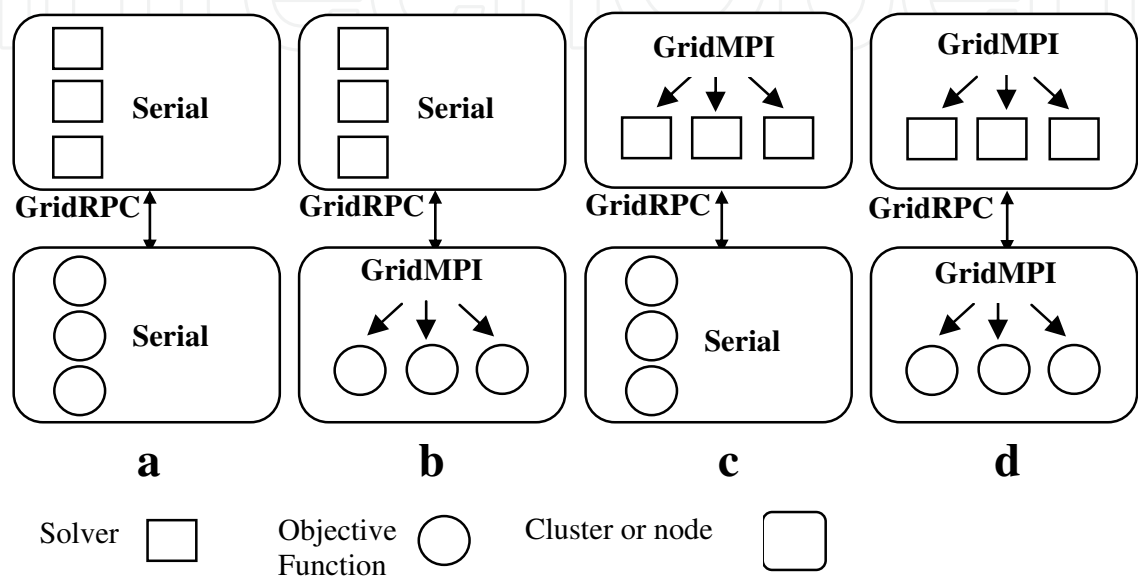 GridMPI
GridMPI
Serial
Serial
GridRPC
GridRPC
GridRPC
GridRPC
GridMPI
GridMPI
Serial
Serial
a
b
c
d
Solver
Objective
Function
Cluster or node